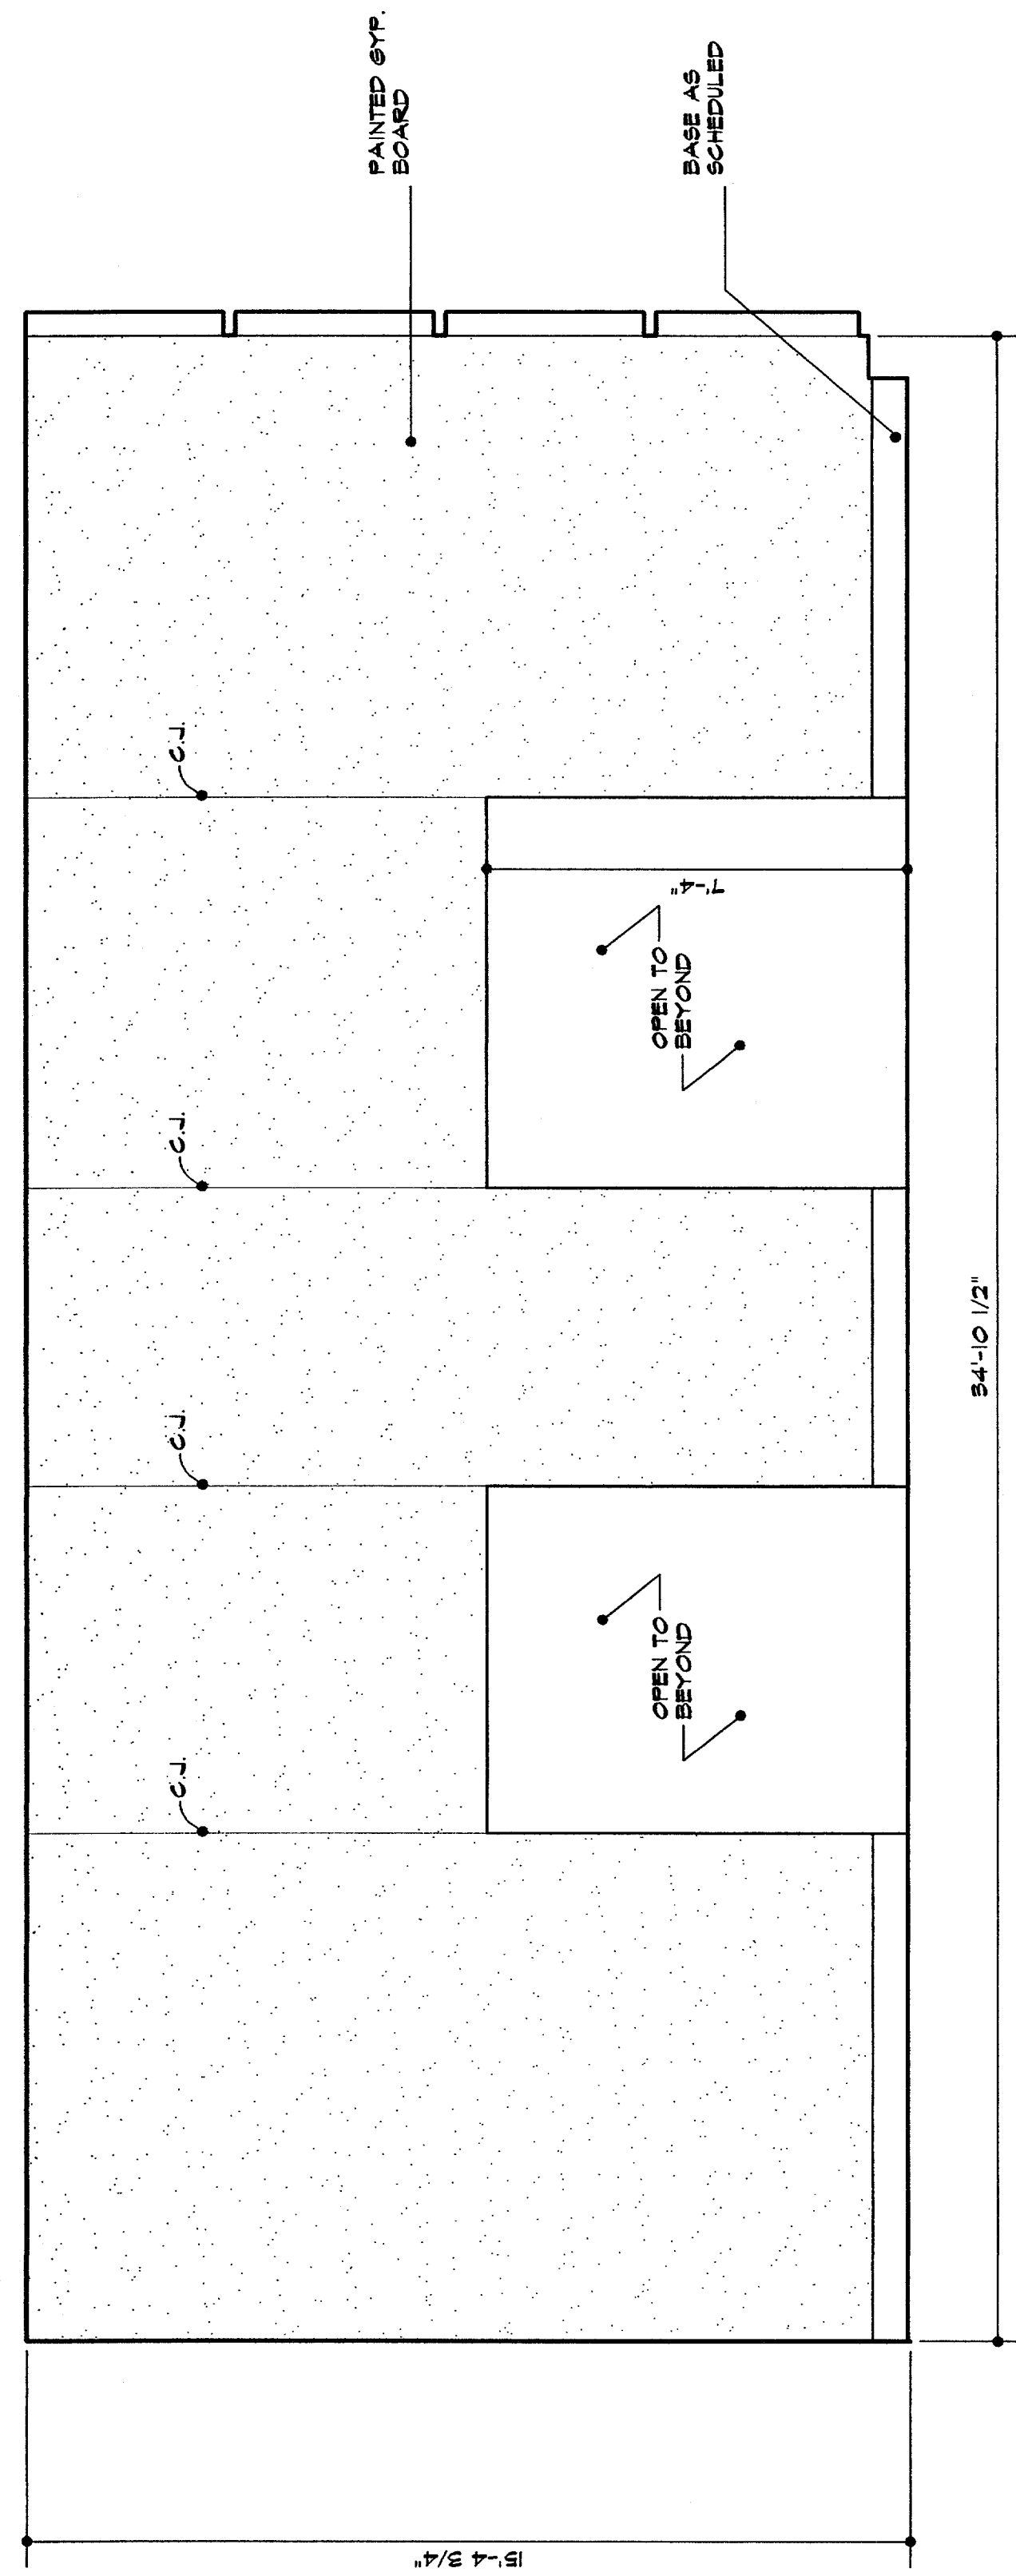 PAINTED GYP.
BOARD
BASE AS
SCHEDULED
C.J.
C.J.
C.J.
C.J.
7'-4"
OPEN TO
BEYOND
OPEN TO
BEYOND
34'-10 1/2"
15'-4 3/4"